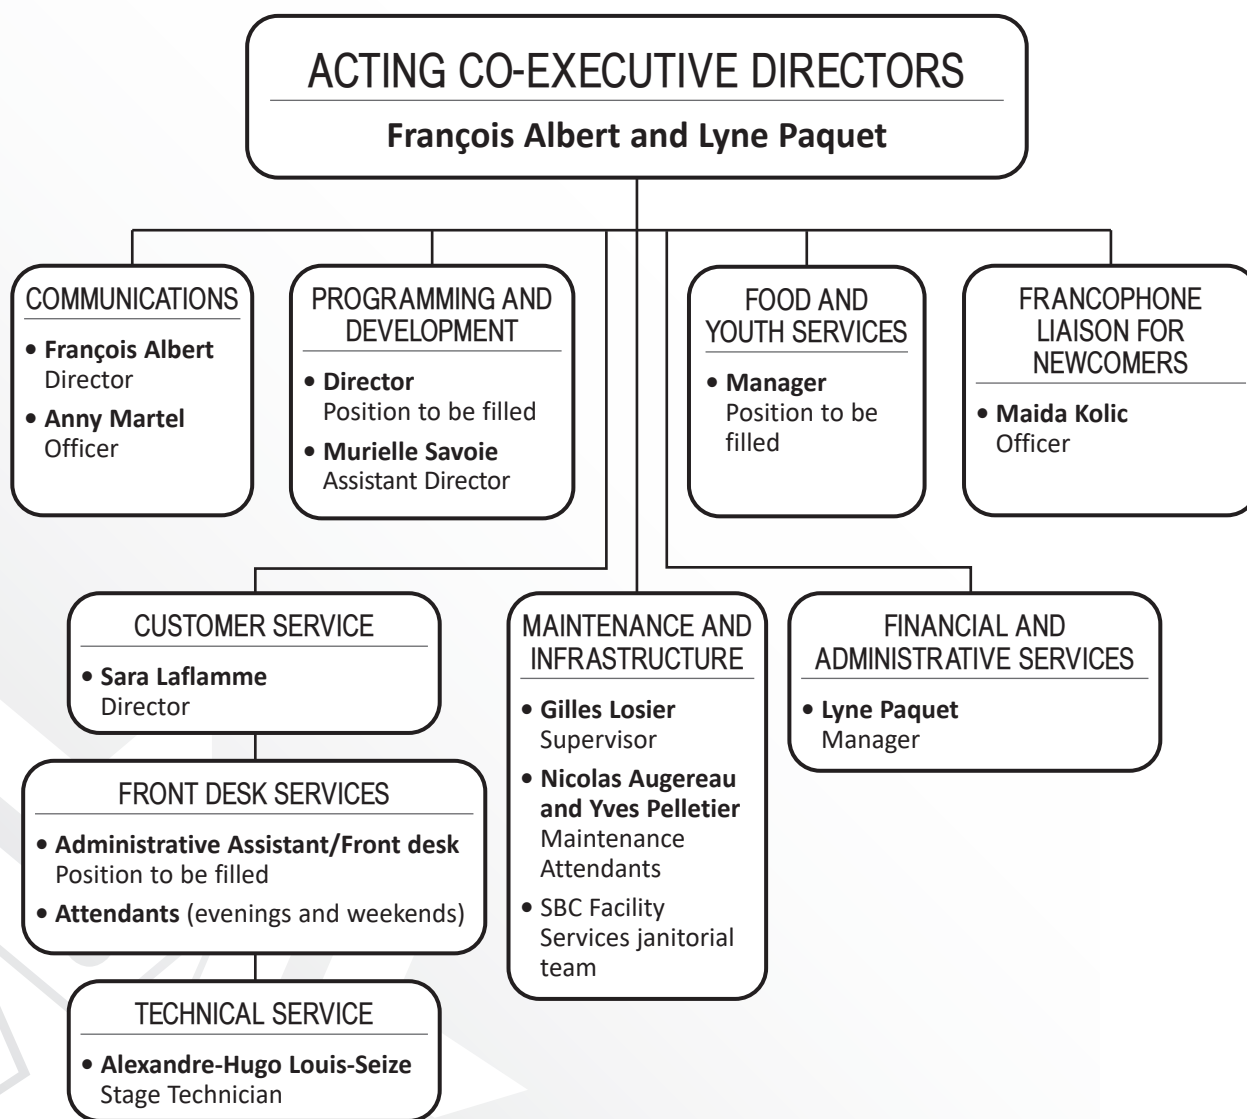 ACTING CO-EXECUTIVE DIRECTORS
François Albert and Lyne Paquet
COMMUNICATIONS
• François Albert
Director
• Anny Martel
Officer
PROGRAMMING AND
DEVELOPMENT
• Director
Position to be filled
• Murielle Savoie
Assistant Director
FOOD AND
YOUTH SERVICES
• Manager
Position to be
filled
FRANCOPHONE
LIAISON FOR
NEWCOMERS
• Maida Kolic
Officer
CUSTOMER SERVICE
• Sara Laflamme
Director
FRONT DESK SERVICES
• Administrative Assistant/Front desk
Position to be filled
• Attendants (evenings and weekends)
TECHNICAL SERVICE
• Alexandre-Hugo Louis-Seize
Stage Technician
MAINTENANCE AND
INFRASTRUCTURE
• Gilles Losier
Supervisor
• Nicolas Augereau
and Yves Pelletier
Maintenance
Attendants
• SBC Facility
Services janitorial
team
FINANCIAL AND
ADMINISTRATIVE SERVICES
• Lyne Paquet
Manager